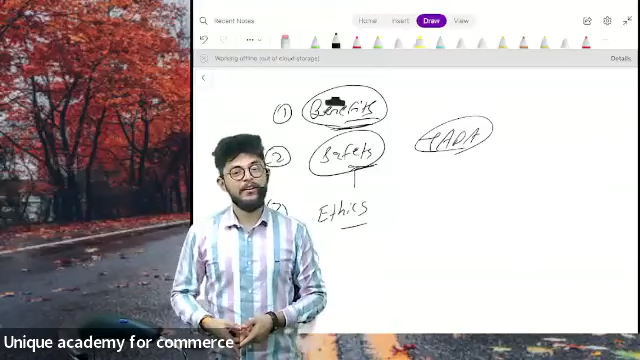 Recent Notes
Home Insert Draw View
Working offline (out of cloud storage) Details
(1) Benefits
(2) Safety
TADA
Ethics
Unique academy for commerce